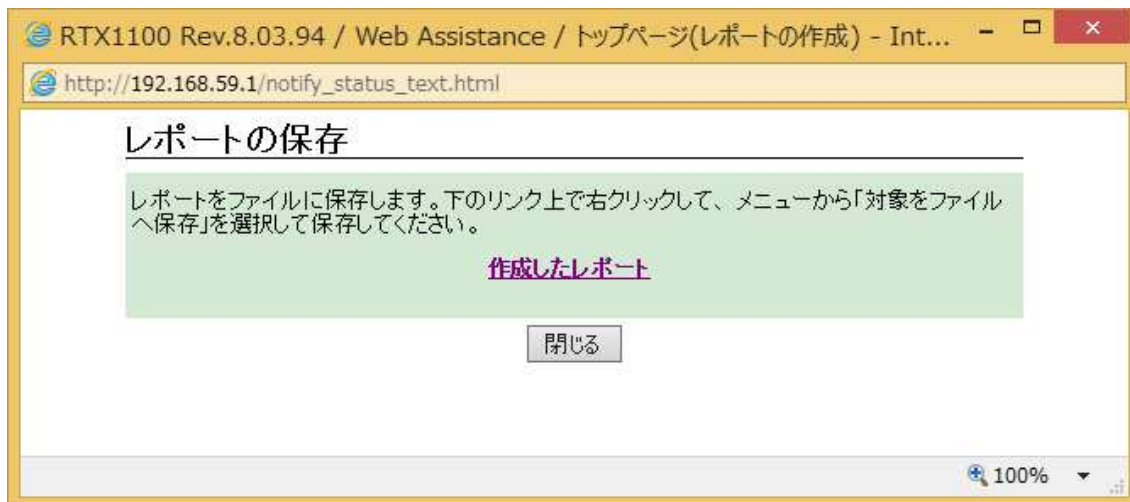 RTX1100 Rev.8.03.94 / Web Assistance / トップページ(レポートの作成) - Int...
http://192.168.59.1/notify_status_text.html
レポートの保存
レポートをファイルに保存します。下のリンク上で右クリックして、メニューから「対象をファイル
へ保存」を選択して保存してください。
作成したレポート
閉じる
100%